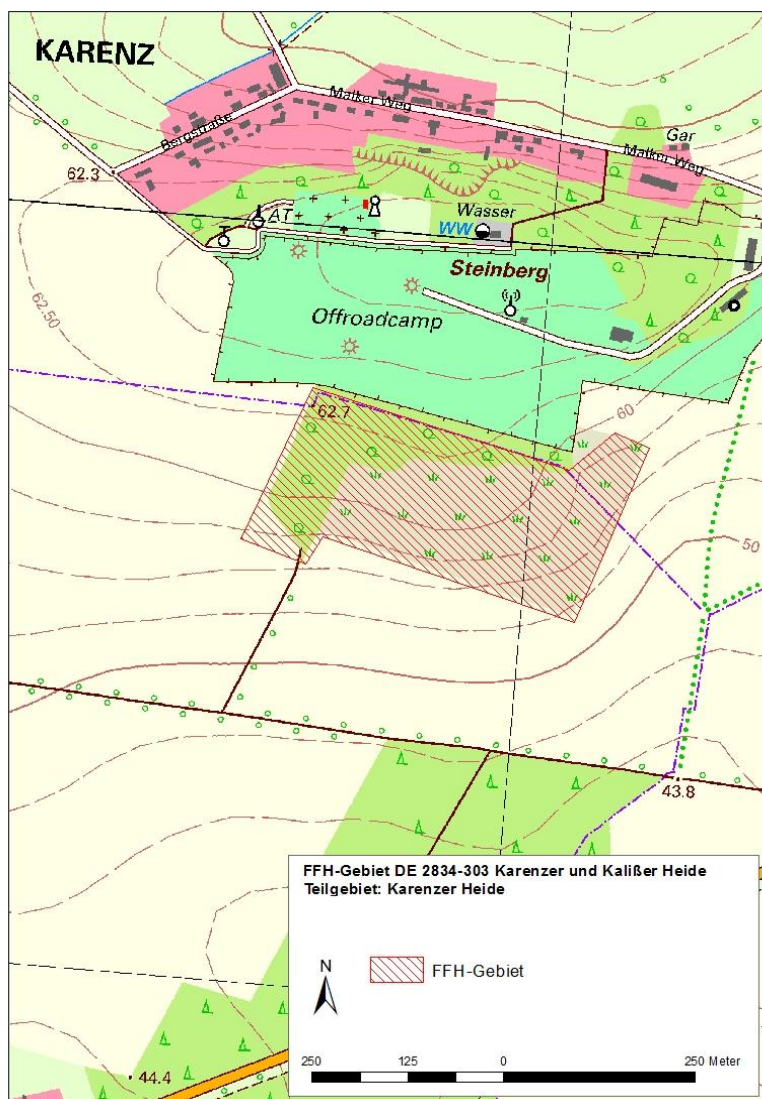 KARENZ
Malker Weg
Bergstraße
Gar
Malker Weg
62.3
AT
Wasser
WW
Steinberg
62.50
Offroadcamp
62.7
60
50
43.8
FFH-Gebiet DE 2834-303 Karenzer und Kalißer Heide
Teilgebiet: Karenzer Heide
N
FFH-Gebiet
250 125 0 250 Meter
44.4